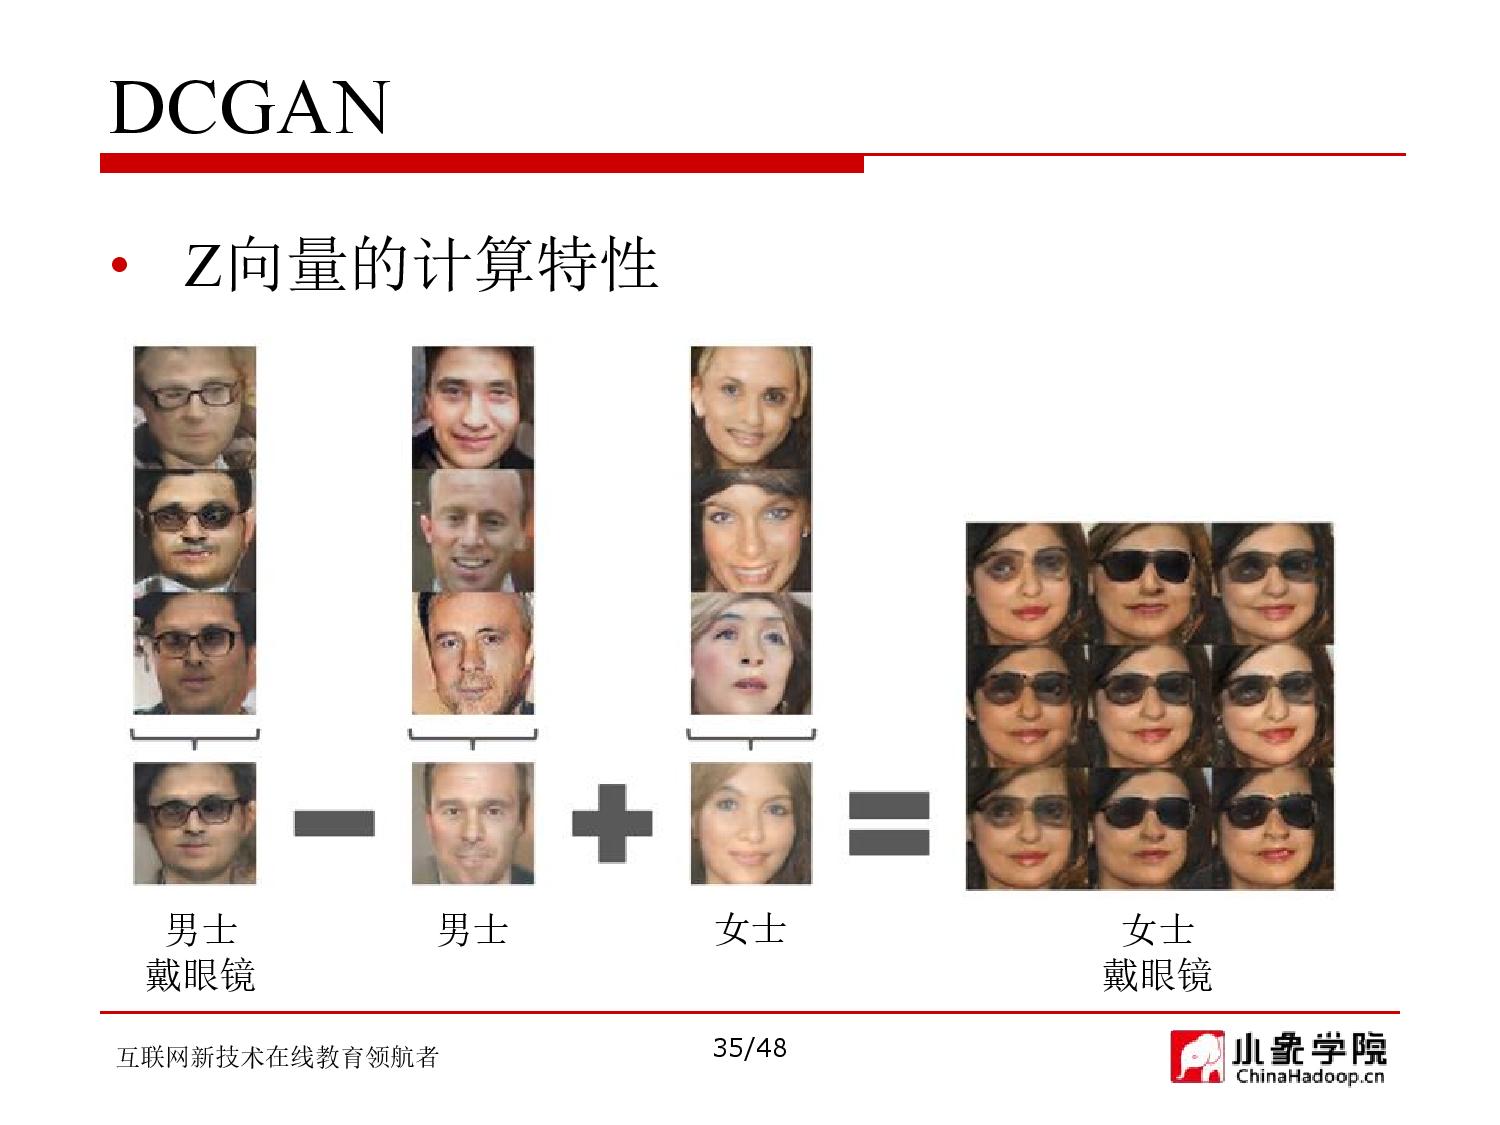 DCGAN
• Z向量的计算特性
男士
戴眼镜
男士
女士
女士
戴眼镜
互联网新技术在线教育领航者
35/48
小象学院
ChinaHadoop.cn